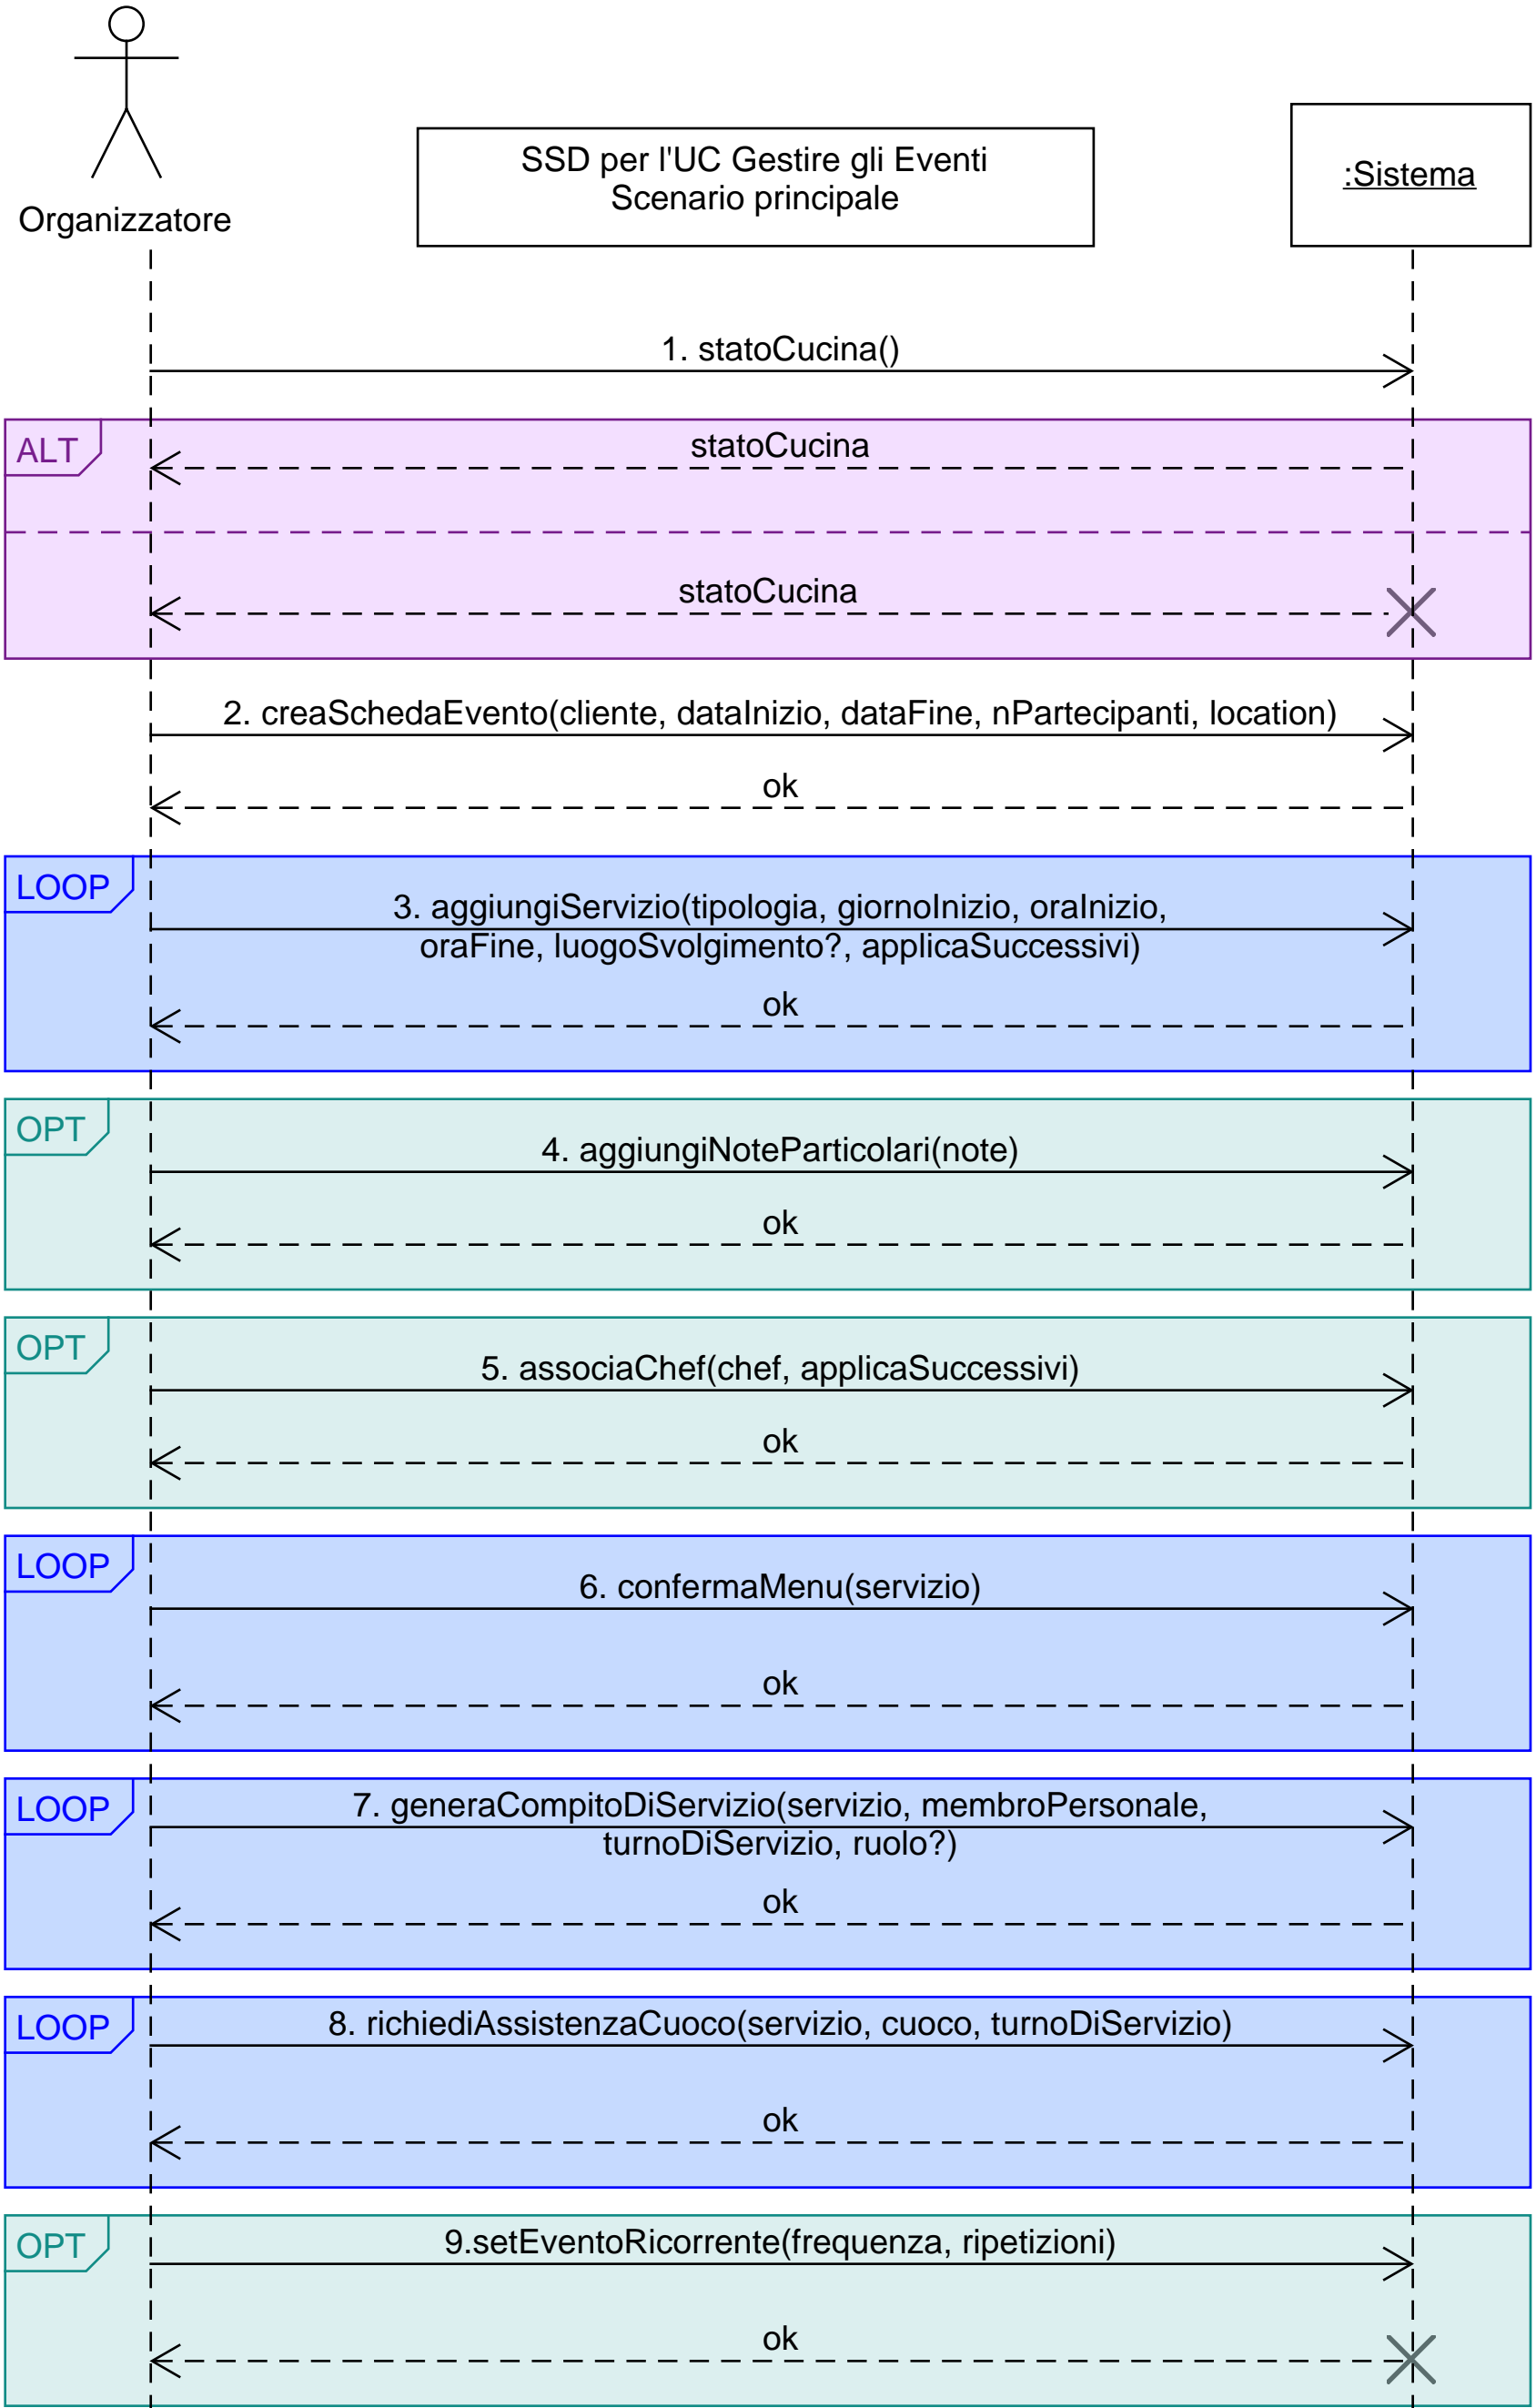 SSD per l'UC Gestire gli Eventi
Scenario principale
:Sistema
Organizzatore
1. statoCucina()
ALT
statoCucina
statoCucina
2. creaSchedaEvento(cliente, dataInizio, dataFine, nPartecipanti, location)
ok
LOOP
3. aggiungiServizio(tipologia, giornoInizio, oraInizio,
oraFine, luogoSvolgimento?, applicaSuccessivi)
ok
OPT
4. aggiungiNoteParticolari(note)
ok
OPT
5. associaChef(chef, applicaSuccessivi)
ok
LOOP
6. confermaMenu(servizio)
ok
LOOP
7. generaCompitoDiServizio(servizio, membroPersonale,
turnoDiServizio, ruolo?)
ok
LOOP
8. richiediAssistenzaCuoco(servizio, cuoco, turnoDiServizio)
ok
OPT
9.setEventoRicorrente(frequenza, ripetizioni)
ok